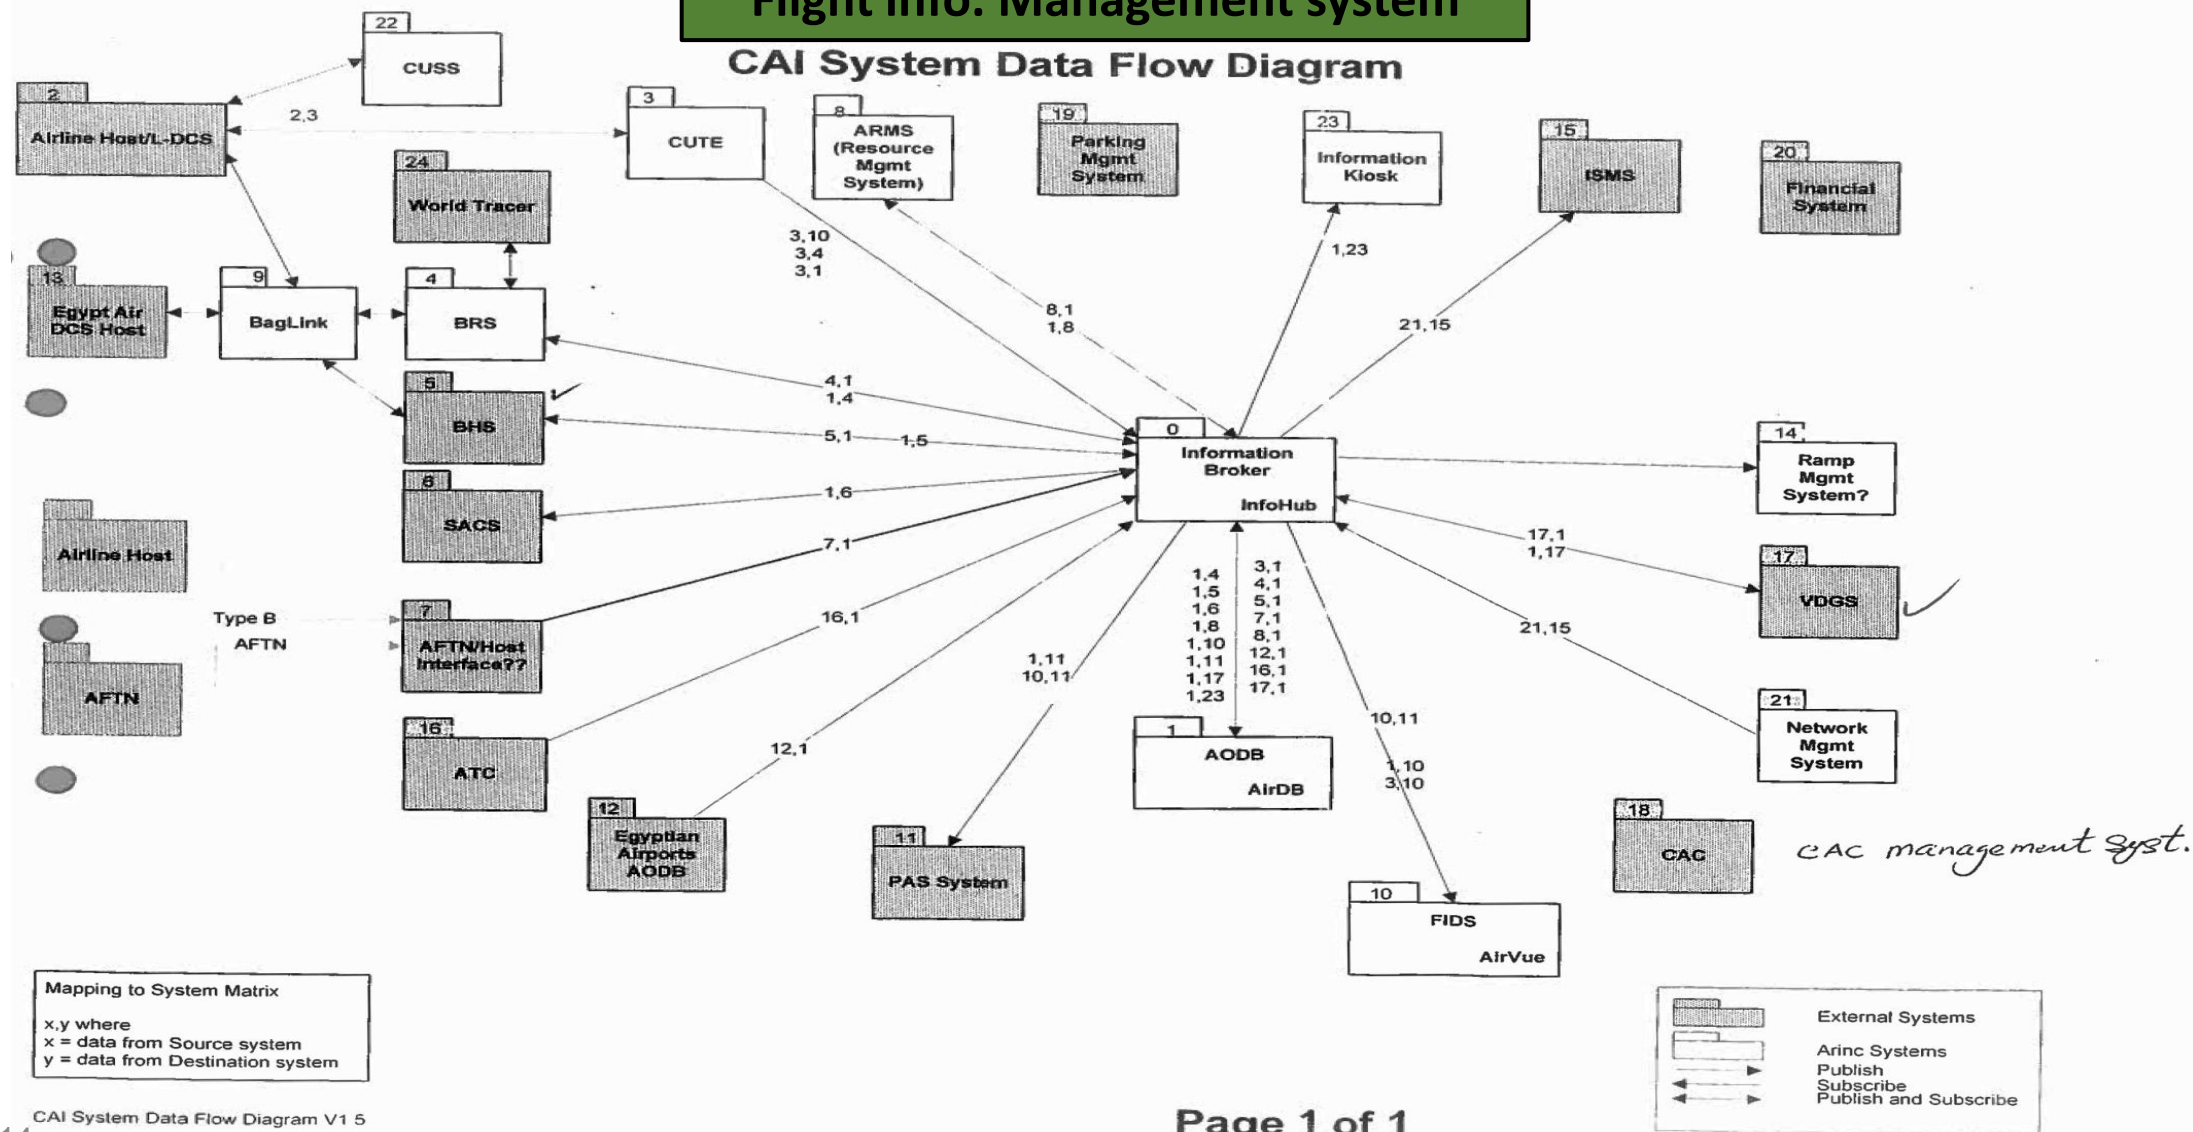 Flight Info. Management system
CAI System Data Flow Diagram
22
CUSS
2
Airline Host/L-DCS
2,3
3
CUTE
8
ARMS
(Resource
Mgmt
System)
19
Parking
Mgmt
System
23
Information
Kiosk
15
ISMS
20
Financial
System
24
World Tracer
3,10
3,4
3,1
1,23
8,1
1,8
21,15
13
Egypt Air
DCS Host
9
BagLink
4
BRS
4,1
1,4
5
BHS
5,1
1,5
0
Information
Broker
InfoHub
14
Ramp
Mgmt
System?
6
SACS
1,6
17,1
1,17
17
VDGS
Airline Host
7,1
Type B
AFTN
7
AFTN/Host
Interface??
16,1
21,15
AFTN
1,4
1,5
1,6
1,8
1,10
1,11
1,17
1,23
3,1
4,1
5,1
7,1
8,1
12,1
16,1
17,1
1,11
10,11
16
ATC
12,1
10,11
1,10
3,10
21
Network
Mgmt
System
1
AODB
AirDB
12
Egyptian
Airports
AODB
11
PAS System
18
CAC
CAC management Syst.
10
FIDS
AirVue
Mapping to System Matrix
x,y where
x = data from Source system
y = data from Destination system
External Systems
Arinc Systems
Publish
Subscribe
Publish and Subscribe
CAI System Data Flow Diagram V1 5
Page 1 of 1